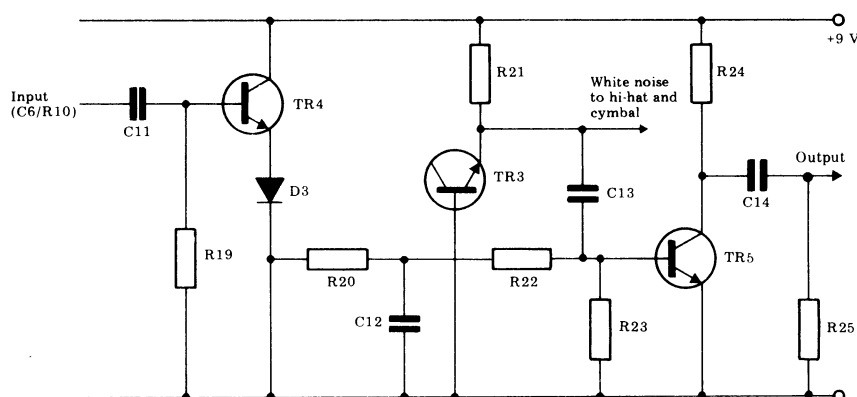 +9 V
R21
R24
White noise
to hi-hat and
cymbal
Input
(C6/R10)
TR4
C11
Output
TR3
C13
D3
C14
R19
TR5
R20
R22
C12
R23
R25